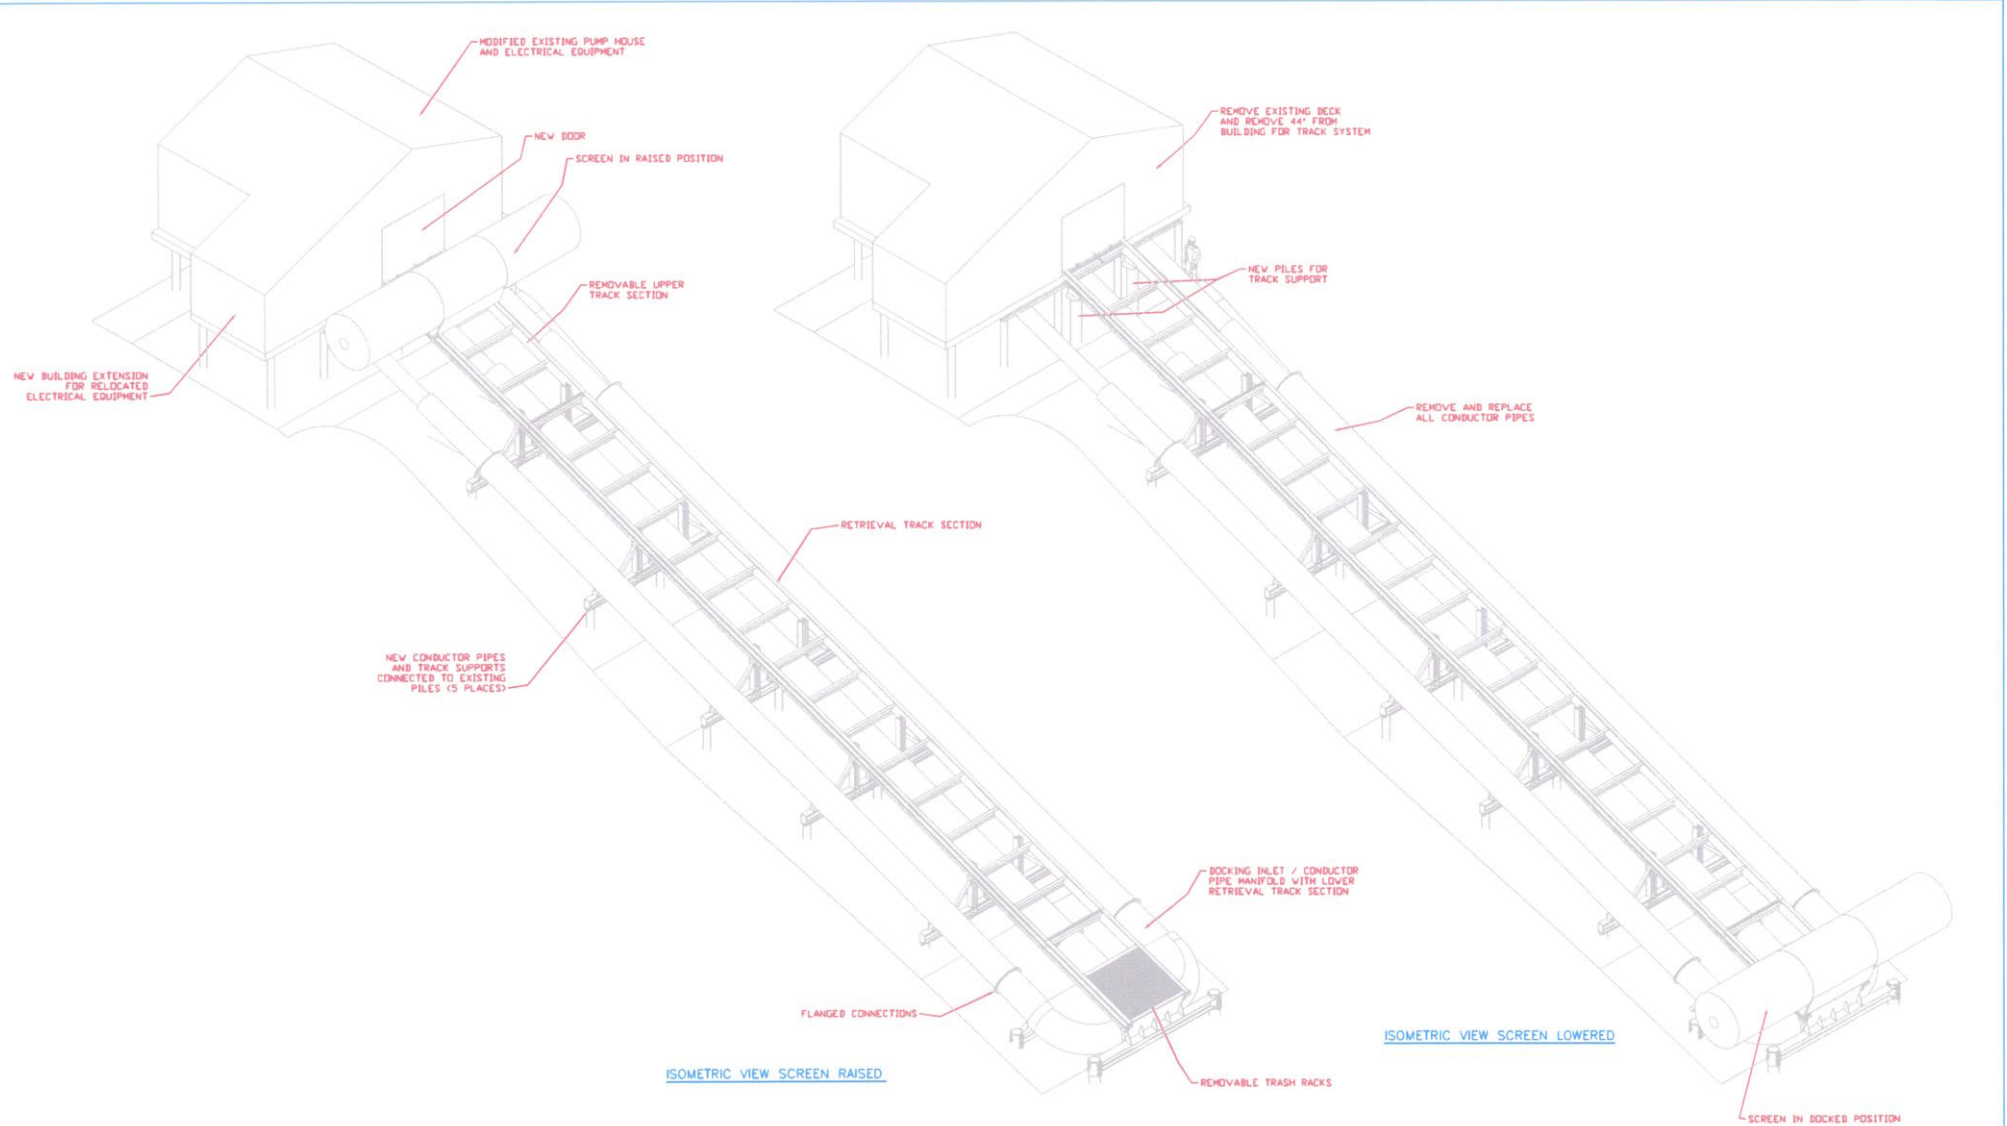 MODIFIED EXISTING PUMP HOUSE
AND ELECTRICAL EQUIPMENT
NEW DOOR
SCREEN IN RAISED POSITION
REMOVABLE UPPER
TRACK SECTION
NEW BUILDING EXTENSION
FOR RELOCATED
ELECTRICAL EQUIPMENT
RETRIEVAL TRACK SECTION
NEW CONDUCTOR PIPES
AND TRACK SUPPORTS
CONNECTED TO EXISTING
PILES (5 PLACES)
DOCKING INLET / CONDUCTOR
PIPE MANIFOLD WITH LOWER
RETRIEVAL TRACK SECTION
FLANGED CONNECTIONS
REMOVABLE TRASH RACKS
ISOMETRIC VIEW SCREEN RAISED
REMOVE EXISTING DECK
AND REMOVE 44" FROM
BUILDING FOR TRACK SYSTEM
NEW PILES FOR
TRACK SUPPORT
REMOVE AND REPLACE
ALL CONDUCTOR PIPES
ISOMETRIC VIEW SCREEN LOWERED
SCREEN IN DOCKED POSITION